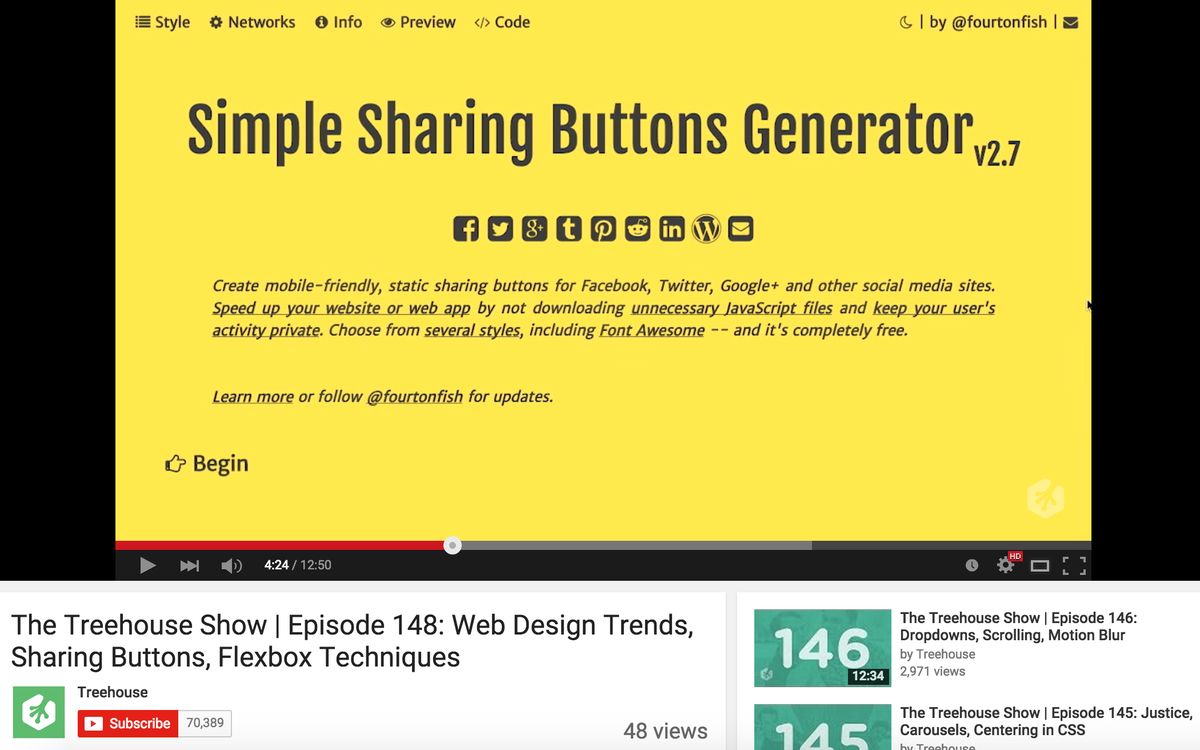 Style Networks Info Preview </> Code | by @fourtonfish |
Simple Sharing Buttons Generator v2.7
Create mobile-friendly, static sharing buttons for Facebook, Twitter, Google+ and other social media sites.
Speed up your website or web app by not downloading unnecessary JavaScript files and keep your user's
activity private. Choose from several styles, including Font Awesome -- and it's completely free.
Learn more or follow @fourtonfish for updates.
Begin
4:24 / 12:50 HD
The Treehouse Show | Episode 148: Web Design Trends,
Sharing Buttons, Flexbox Techniques
Treehouse
Subscribe 70,389
48 views
146
12:34
The Treehouse Show | Episode 146:
Dropdowns, Scrolling, Motion Blur
by Treehouse
2,971 views
145
The Treehouse Show | Episode 145: Justice,
Carousels, Centering in CSS
by Treehouse